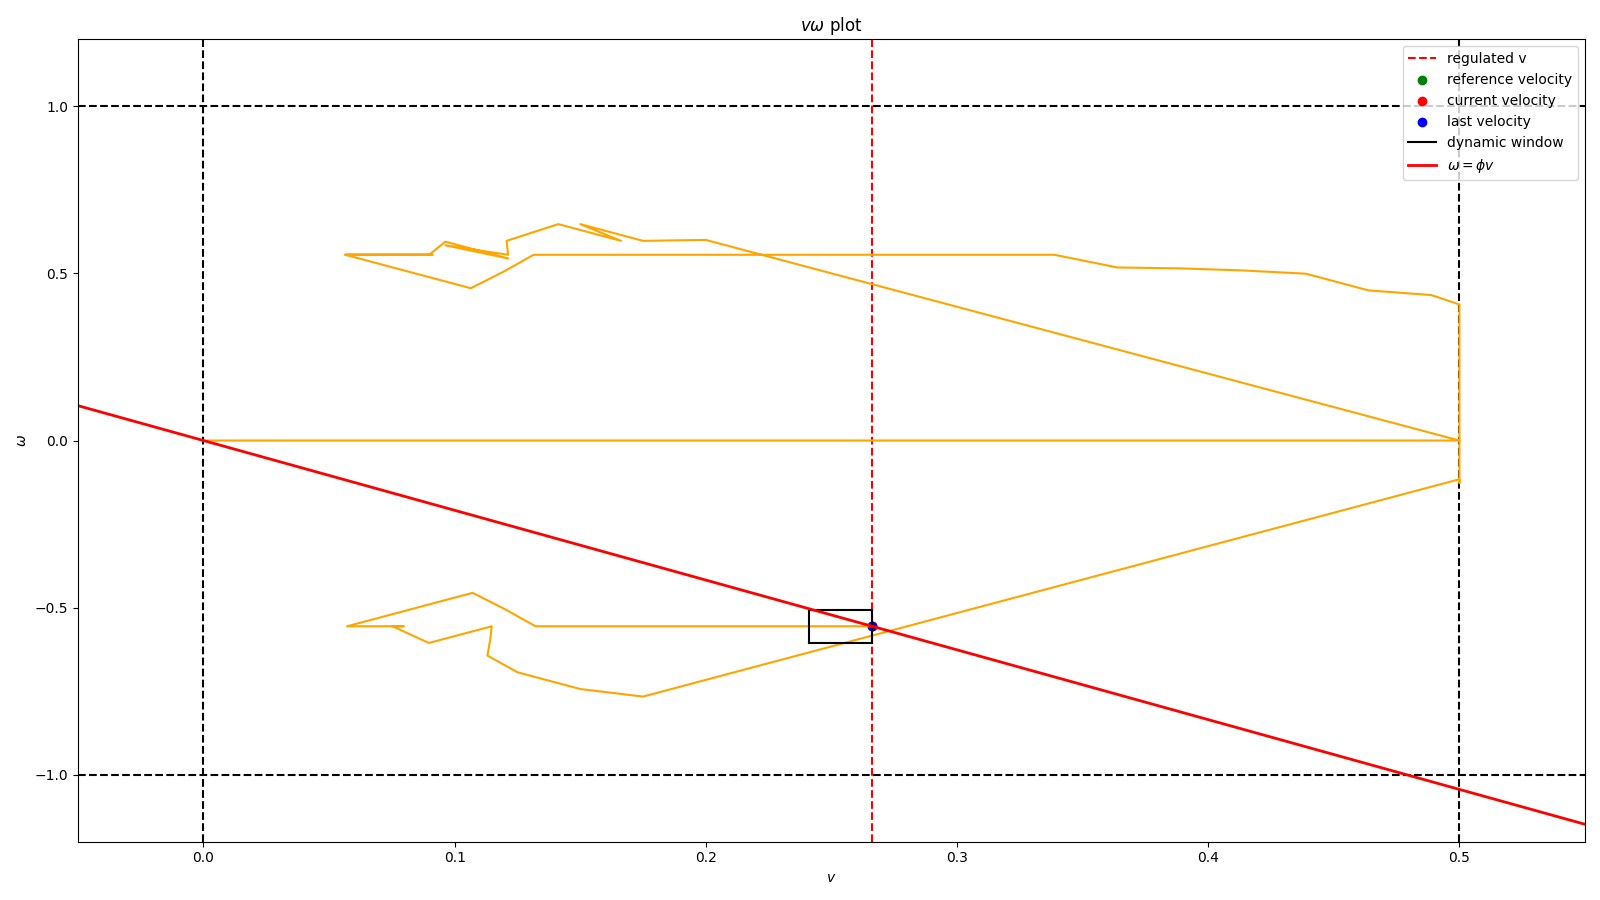 vω plot
regulated v
reference velocity
current velocity
last velocity
dynamic window
ω = ϕv
1.0
0.5
0.0
−0.5
−1.0
ω
0.0 0.1 0.2 0.3 0.4 0.5
v